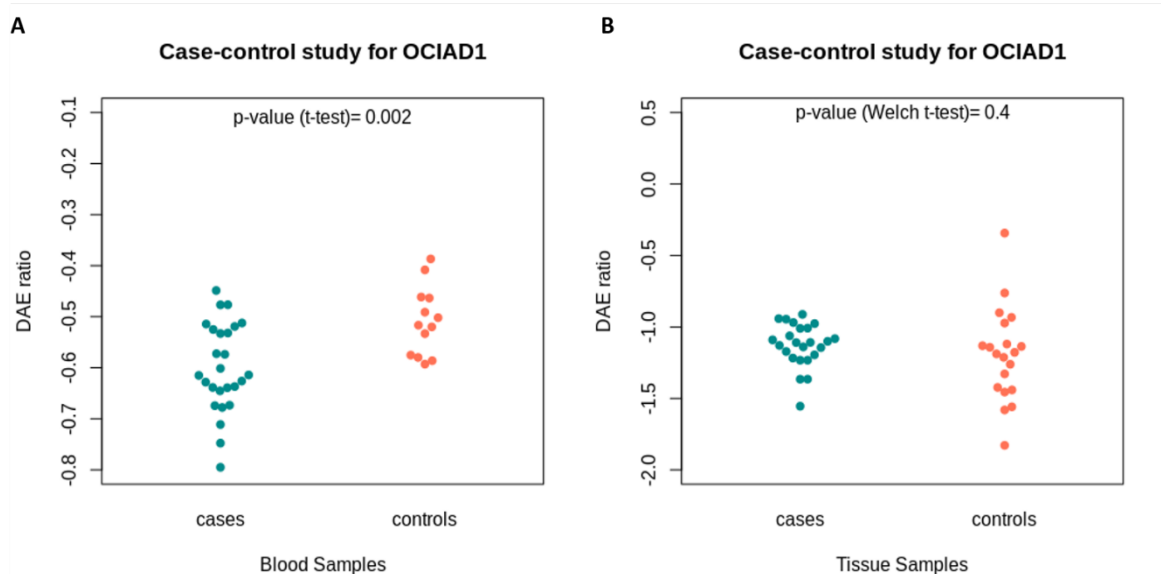 A
Case-control study for OCIAD1
p-value (t-test)= 0.002
-0.1
-0.2
-0.3
-0.4
-0.5
-0.6
-0.7
-0.8
DAE ratio
cases
controls
Blood Samples
B
Case-control study for OCIAD1
p-value (Welch t-test)= 0.4
0.5
0.0
-0.5
-1.0
-1.5
-2.0
DAE ratio
cases
controls
Tissue Samples